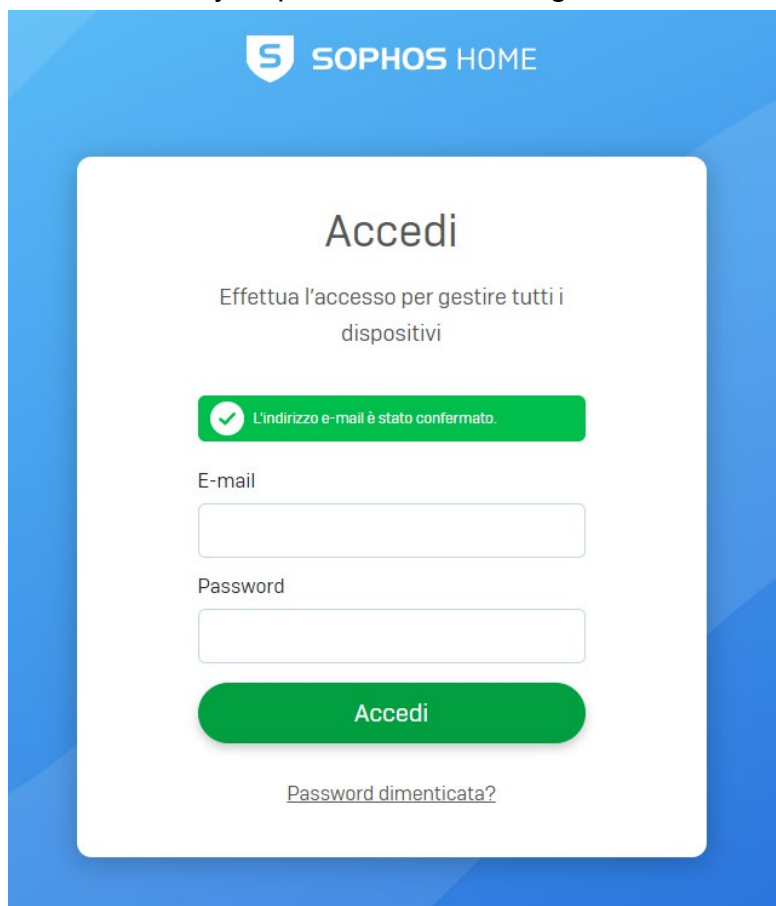 S SOPHOS HOME
Accedi
Effettua l'accesso per gestire tutti i
dispositivi
L'indirizzo e-mail è stato confermato.
E-mail
Password
Accedi
Password dimenticata?